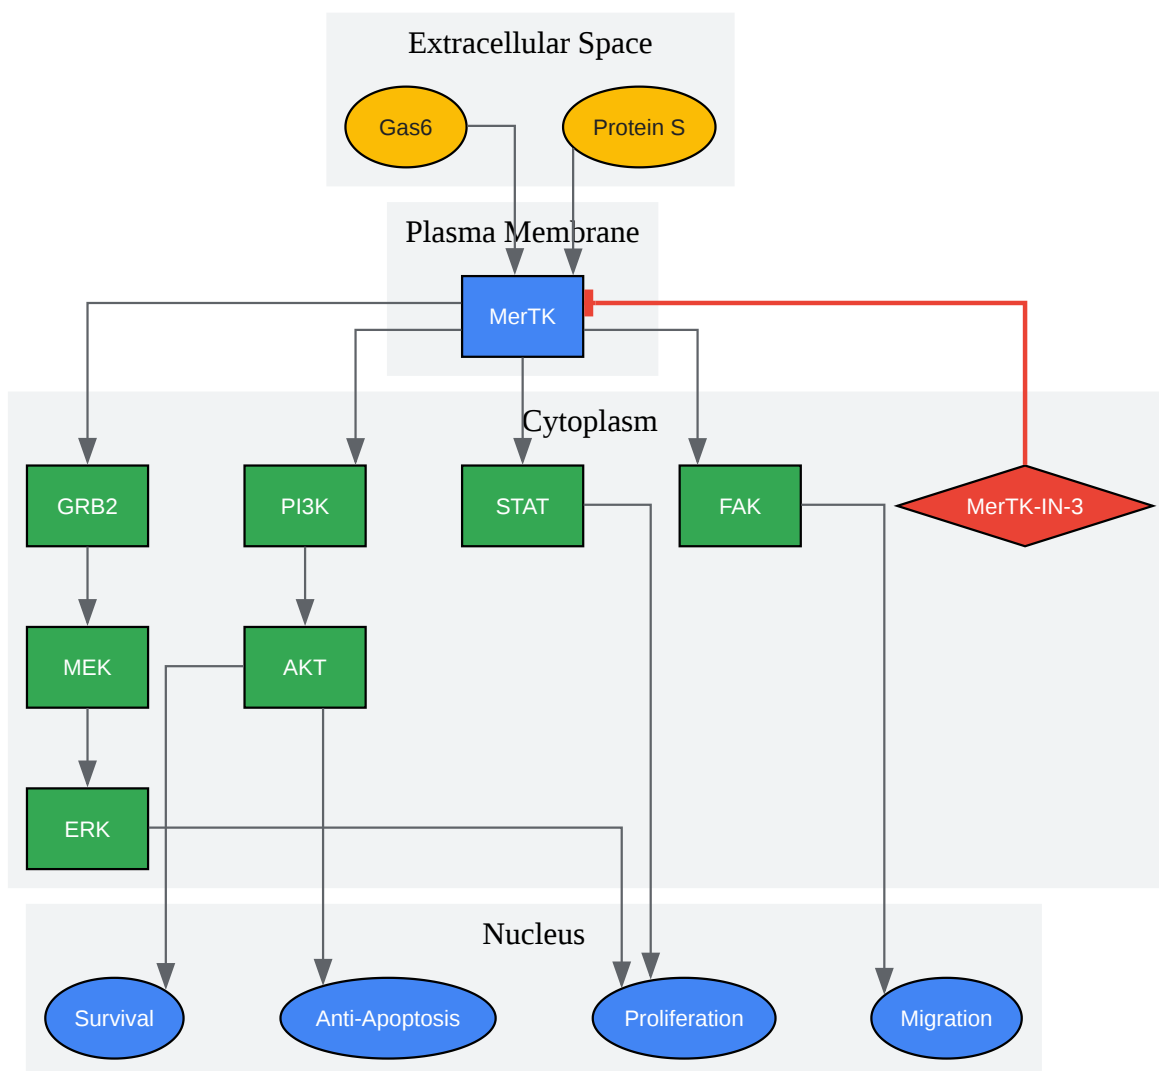 Extracellular Space
Gas6
Protein S
Plasma Membrane
MerTK
Cytoplasm
GRB2
PI3K
STAT
FAK
MerTK-IN-3
MEK
AKT
ERK
Nucleus
Survival
Anti-Apoptosis
Proliferation
Migration